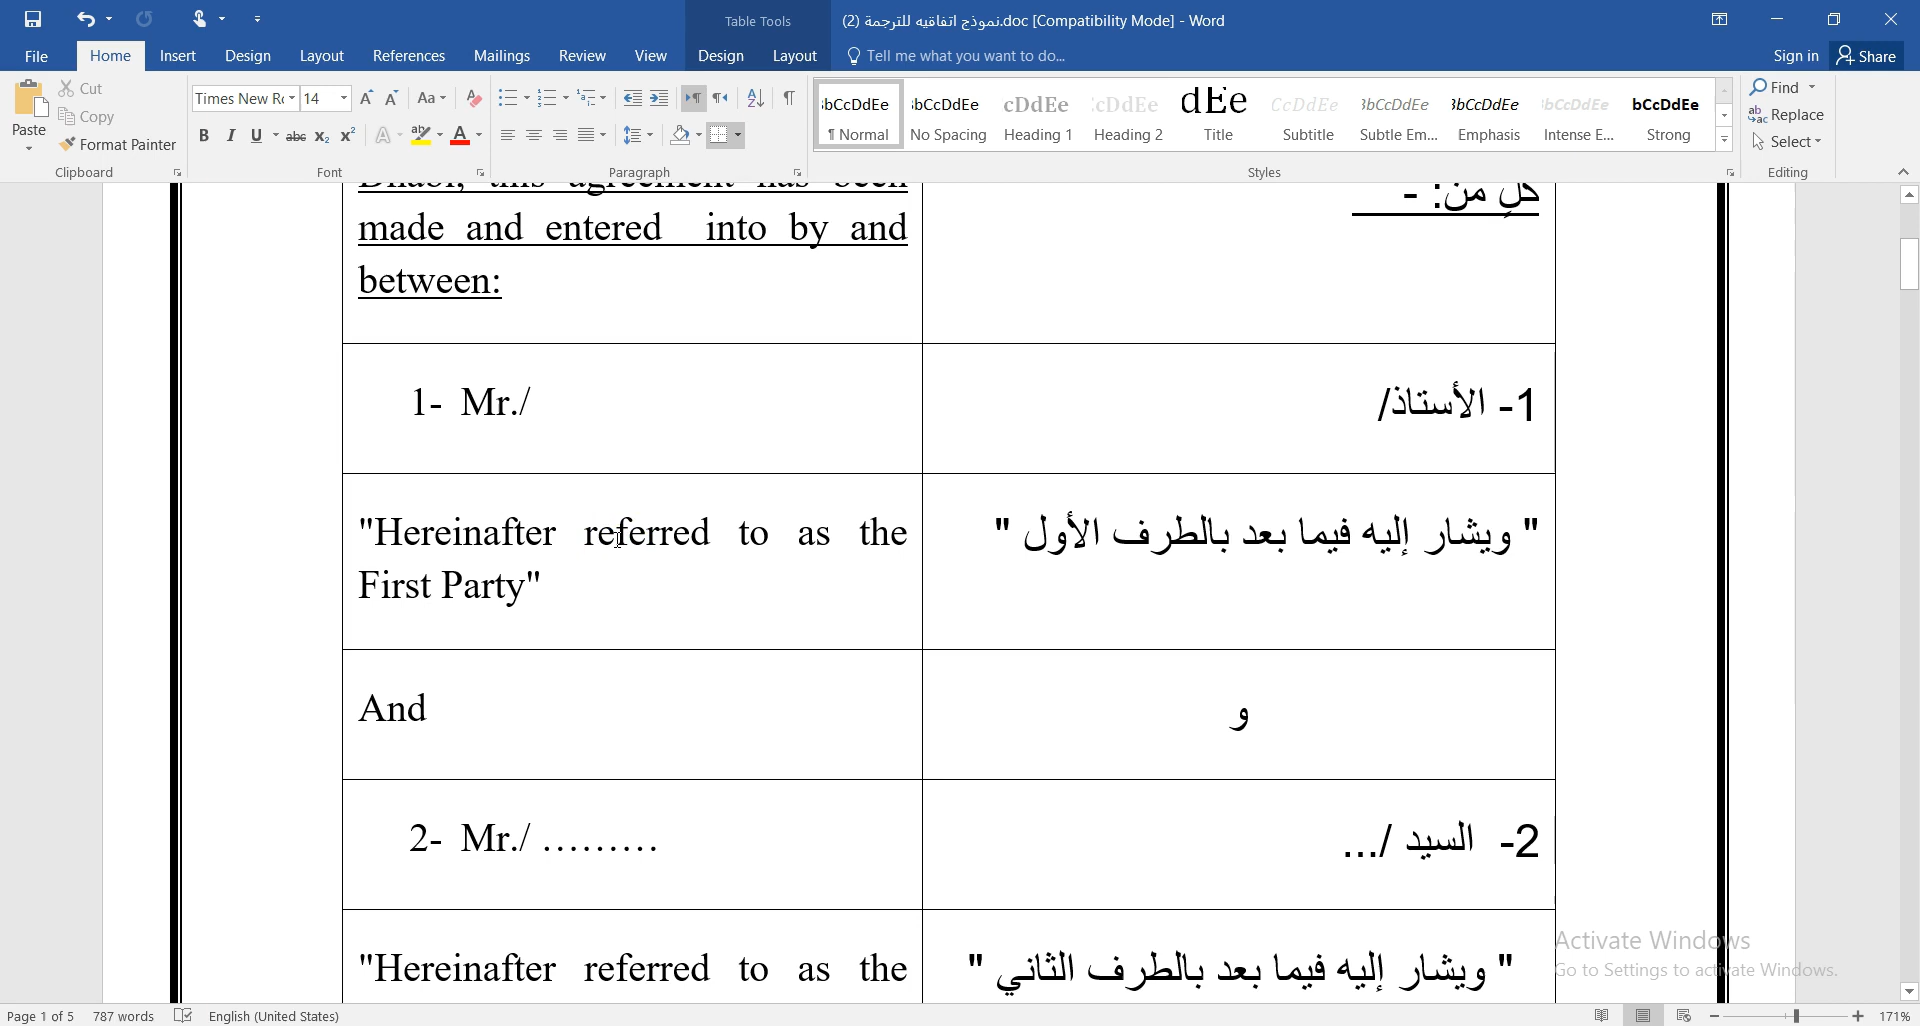 Table Tools
نموذج اتفاقيه للترجمة (2).doc [Compatibility Mode] - Word
File Home Insert Design Layout References Mailings Review View Design Layout Tell me what you want to do... Sign in Share
Paste
Cut
Copy
Format Painter
Clipboard
Times New Ro 14
Font
Paragraph
¶ Normal
No Spacing
Heading 1
Heading 2
Title
Subtitle
Subtle Em...
Emphasis
Intense E...
Strong
Styles
Find
Replace
Select
Editing
Dhabi, this agreement has been
made and entered into by and
between:
كلِ من: -
1- Mr./
1- الأستاذ/
"Hereinafter referred to as the
First Party"
" ويشار إليه فيما بعد بالطرف الأول "
And
و
2- Mr./ .........
2- السيد /...
"Hereinafter referred to as the
" ويشار إليه فيما بعد بالطرف الثاني "
Activate Windows
Go to Settings to activate Windows.
Page 1 of 5 787 words English (United States) 171%